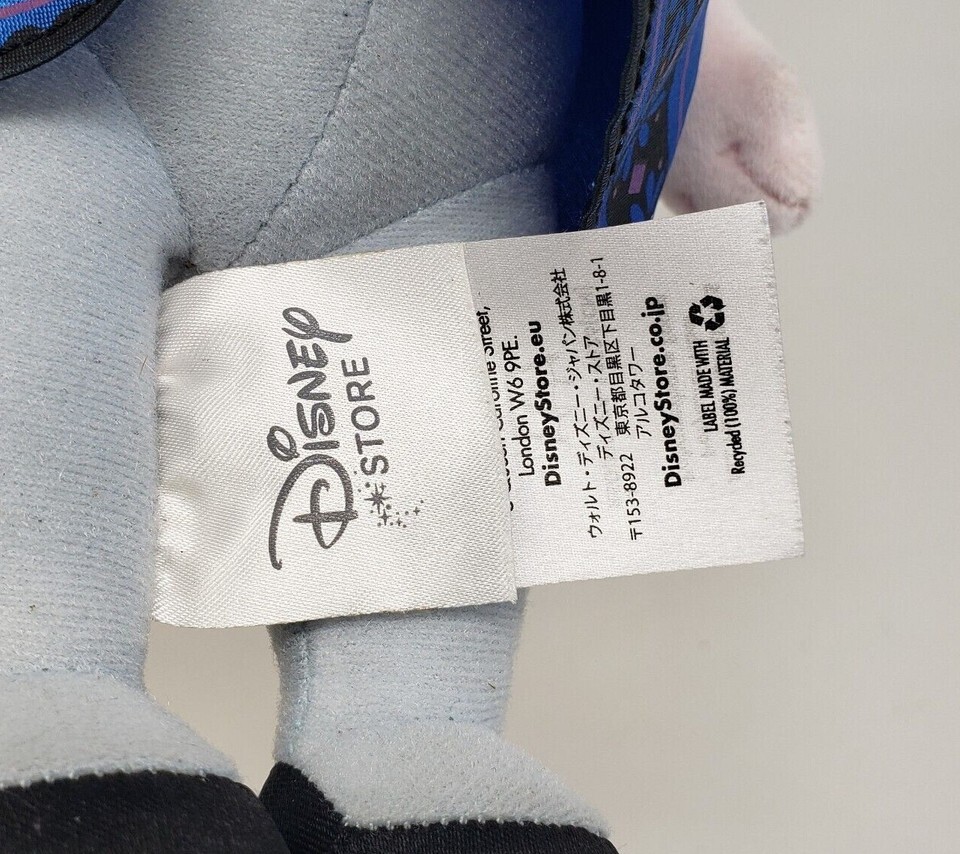 Disney
STORE
Caroline Street,
London W6 9PE.
DisneyStore.eu
ウォルト・ディズニー・ジャパン株式会社
ディズニー・ストア
〒153-8922 東京都目黒区下目黒1-8-1
アルコタワー
DisneyStore.co.jp
LABEL MADE WITH
Recycled (100%) MATERIAL